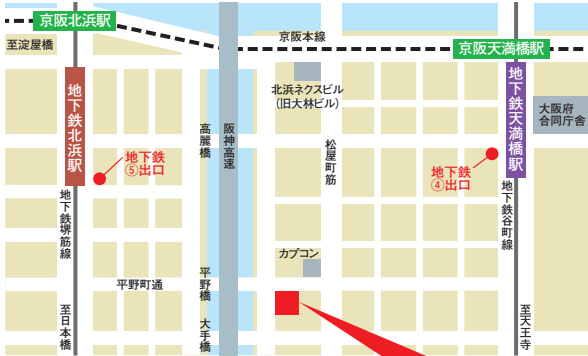 京阪北浜駅
至淀屋橋
京阪本線
京阪天満橋駅
地下鉄北浜駅
北浜ネクスビル
(旧大林ビル)
地下鉄天満橋駅
大阪府
合同庁舎
高麗橋
阪神高速
松屋町筋
地下鉄
⑤出口
地下鉄
④出口
地下鉄堺筋線
地下鉄谷町線
カプコン
平野町通
平野橋
至日本橋
大手橋
至天王寺